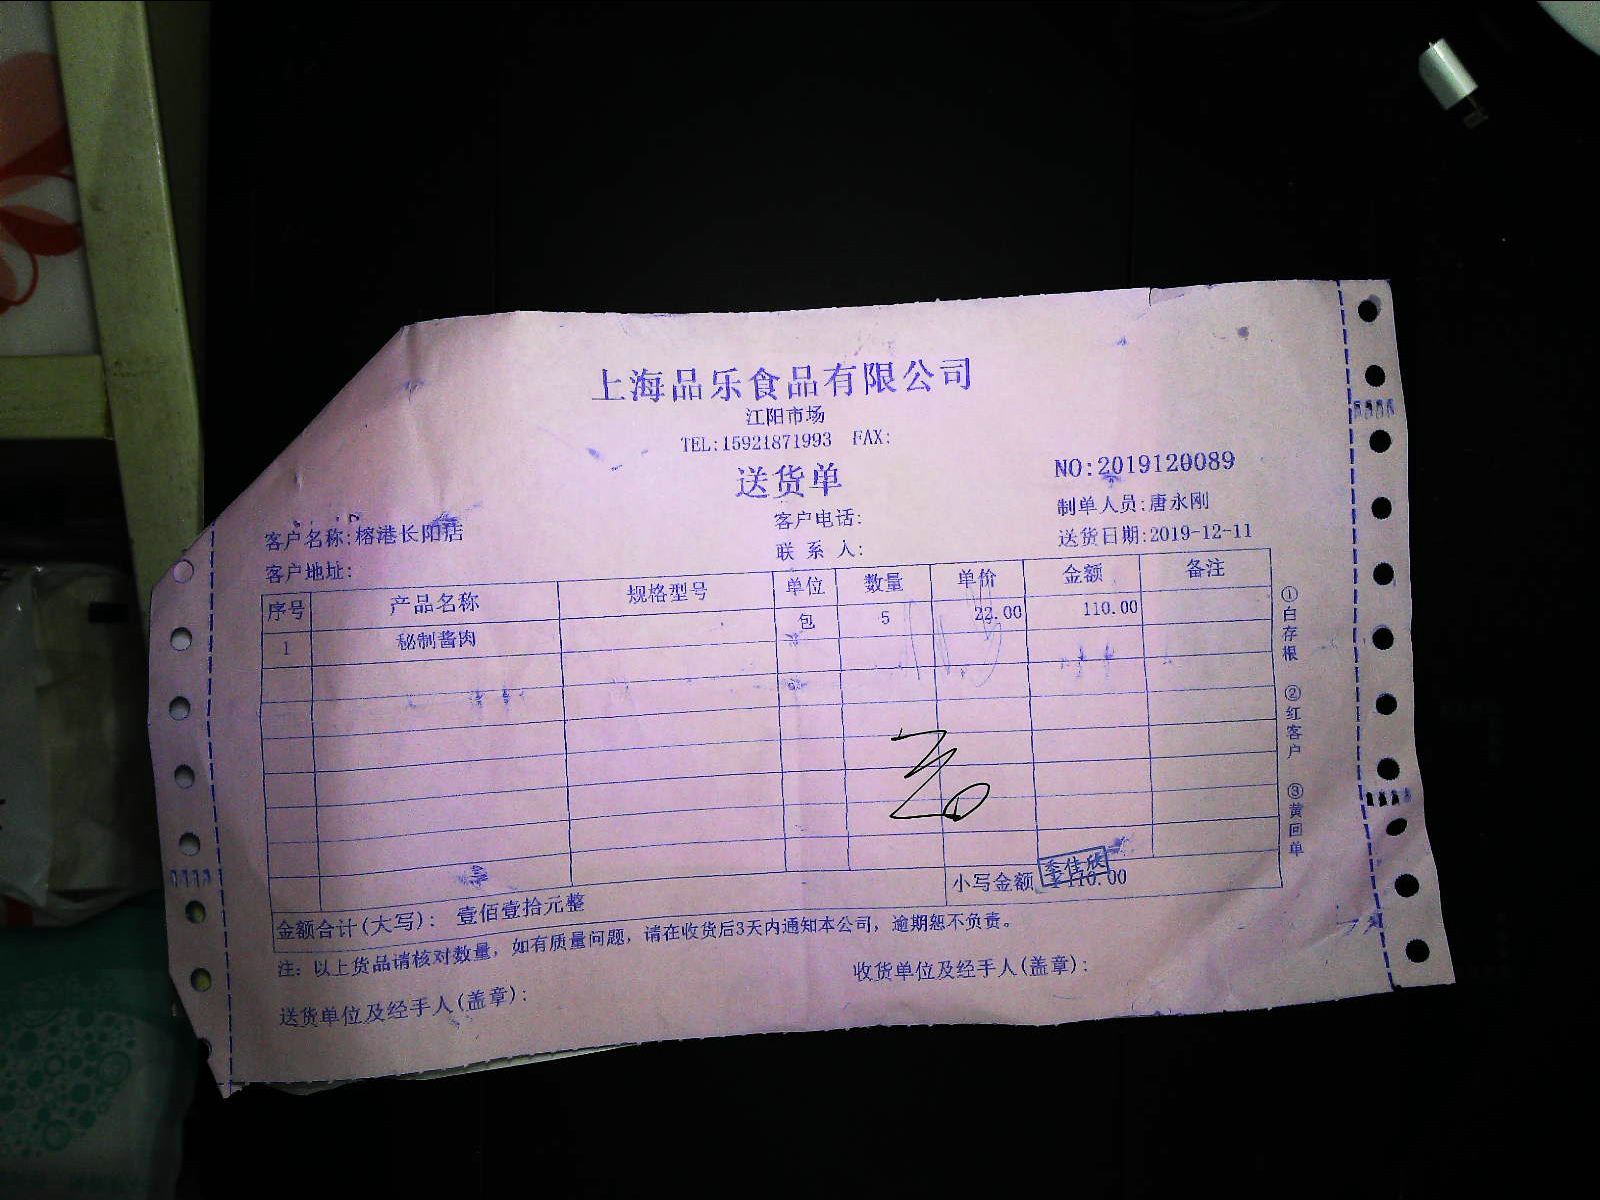 上海品乐食品有限公司
江阳市场
TEL:15921871993 FAX:
送货单
NO:2019120089
客户名称:榕港长阳店 客户电话: 制单人员:唐永刚
客户地址: 联 系 人: 送货日期:2019-12-11
序号 产品名称 规格型号 单位 数量 单价 金额 备注
1 秘制酱肉 包 5 22.00 110.00
金额合计(大写): 壹佰壹拾元整 小写金额 ¥110.00
季佳欣
注: 以上货品请核对数量, 如有质量问题, 请在收货后3天内通知本公司, 逾期恕不负责。
送货单位及经手人(盖章): 收货单位及经手人(盖章):
①白存根 ②红客户 ③黄回单